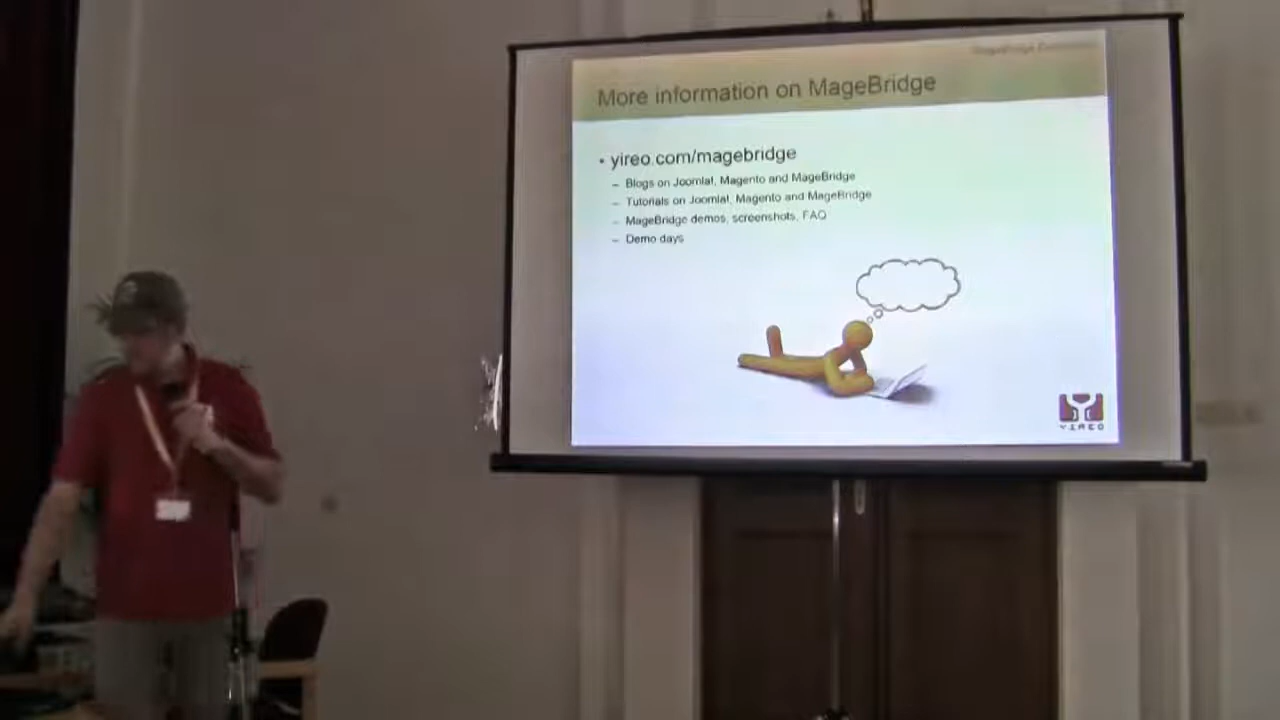 More information on MageBridge
• yireo.com/magebridge
– Blogs on Joomla!, Magento and MageBridge
– Tutorials on Joomla!, Magento and MageBridge
– MageBridge demos, screenshots, FAQ
– Demo days
YIREO